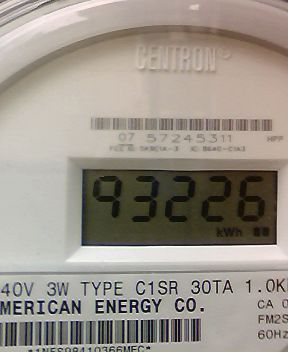 CENTRON®
07 57245311
93226
kWh
40V 3W TYPE C1SR 30TA 1.0K
MERICAN ENERGY CO.
CA 0
FM2S
60Hz